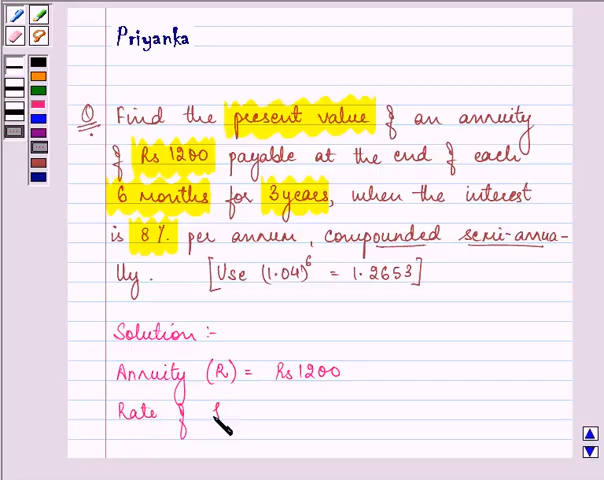 Priyanka
Q Find the present value of an annuity
of Rs 1200 payable at the end of each
6 months for 3 years, when the interest
is 8% per annum, compounded semi-annua-
lly. [Use (1.04)^6 = 1.2653]
Solution :-
Annuity (R) = Rs 1200
Rate of